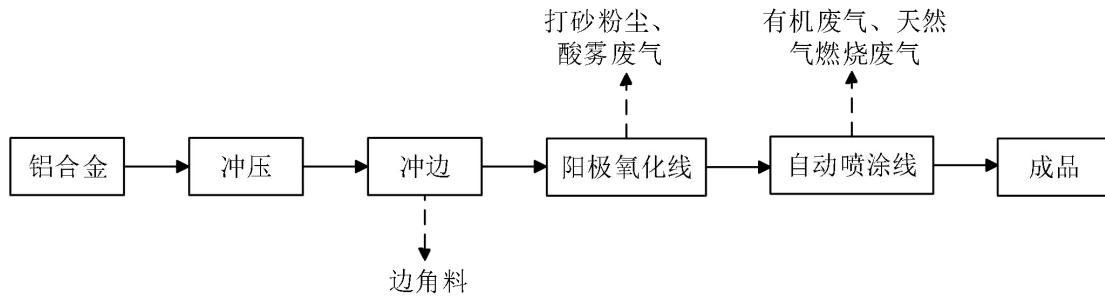 打砂粉尘、
酸雾废气
有机废气、天然
气燃烧废气
铝合金
冲压
冲边
阳极氧化线
自动喷涂线
成品
边角料